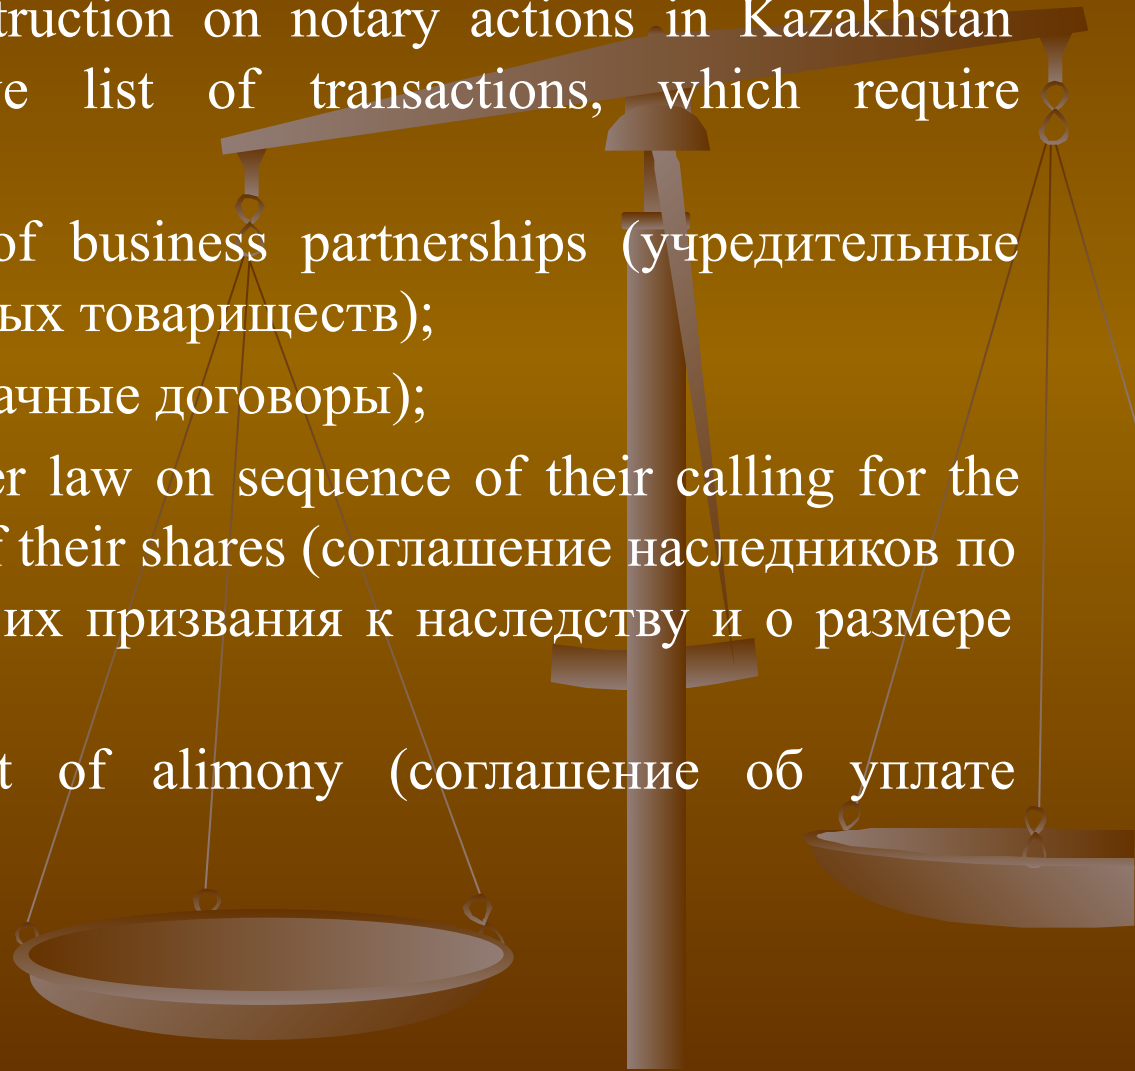 truction on notary actions in Kazakhstan
ve list of transactions, which require
of business partnerships (учредительные
ых товариществ);
ачные договоры);
er law on sequence of their calling for the
f their shares (соглашение наследников по
их призвания к наследству и о размере
t of alimony (соглашение об уплате